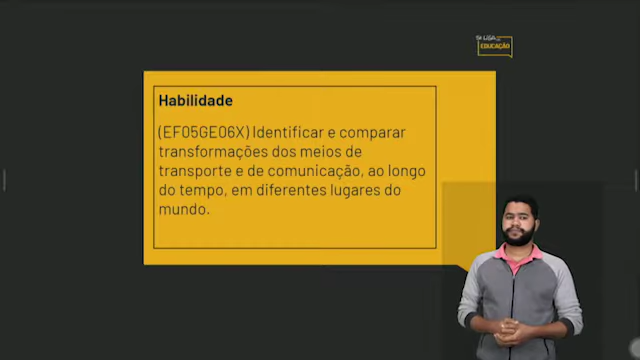 EDUCAÇÃO
Habilidade
(EF05GE06X) Identificar e comparar
transformações dos meios de
transporte e de comunicação, ao longo
do tempo, em diferentes lugares do
mundo.